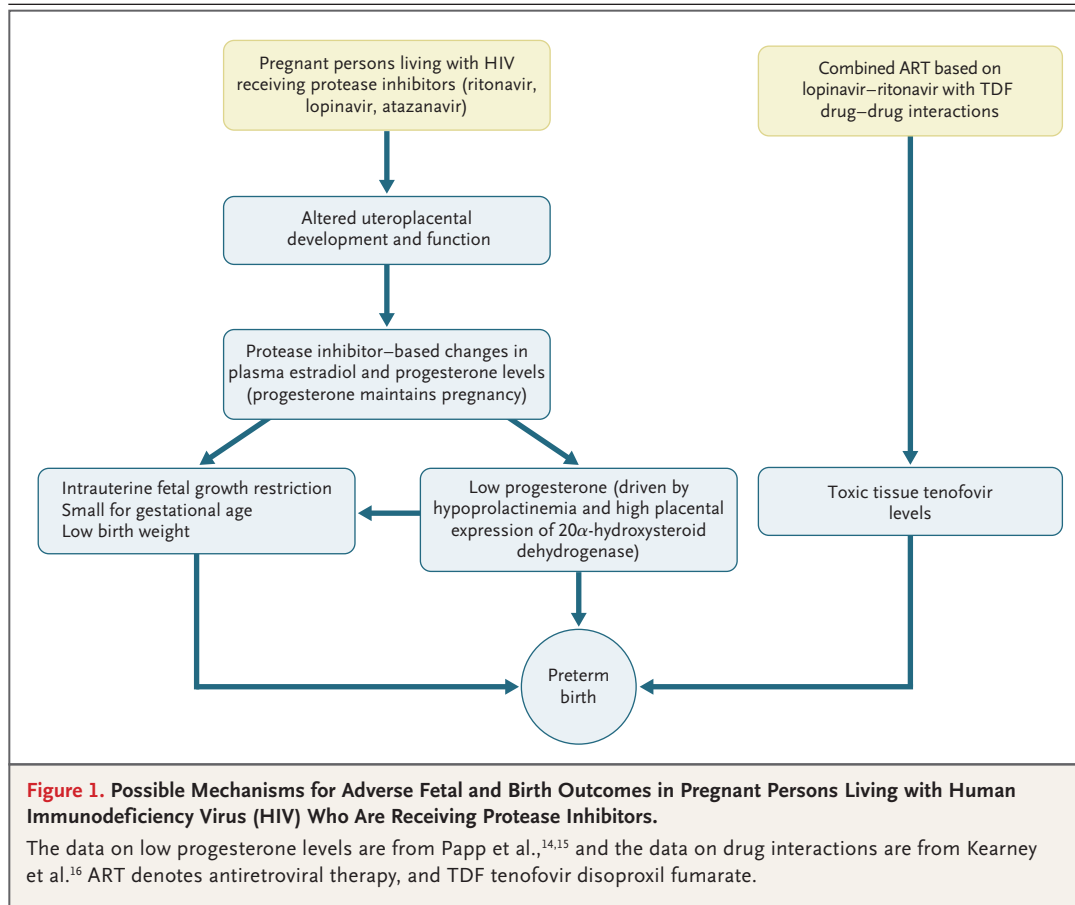 Pregnant persons living with HIV
receiving protease inhibitors (ritonavir,
lopinavir, atazanavir)
Combined ART based on
lopinavir–ritonavir with TDF
drug–drug interactions
Altered uteroplacental
development and function
Protease inhibitor–based changes in
plasma estradiol and progesterone levels
(progesterone maintains pregnancy)
Intrauterine fetal growth restriction
Small for gestational age
Low birth weight
Low progesterone (driven by
hypoprolactinemia and high placental
expression of 20α-hydroxysteroid
dehydrogenase)
Toxic tissue tenofovir
levels
Preterm
birth
Figure 1. Possible Mechanisms for Adverse Fetal and Birth Outcomes in Pregnant Persons Living with Human
Immunodeficiency Virus (HIV) Who Are Receiving Protease Inhibitors.
The data on low progesterone levels are from Papp et al.,14,15 and the data on drug interactions are from Kearney
et al.16 ART denotes antiretroviral therapy, and TDF tenofovir disoproxil fumarate.